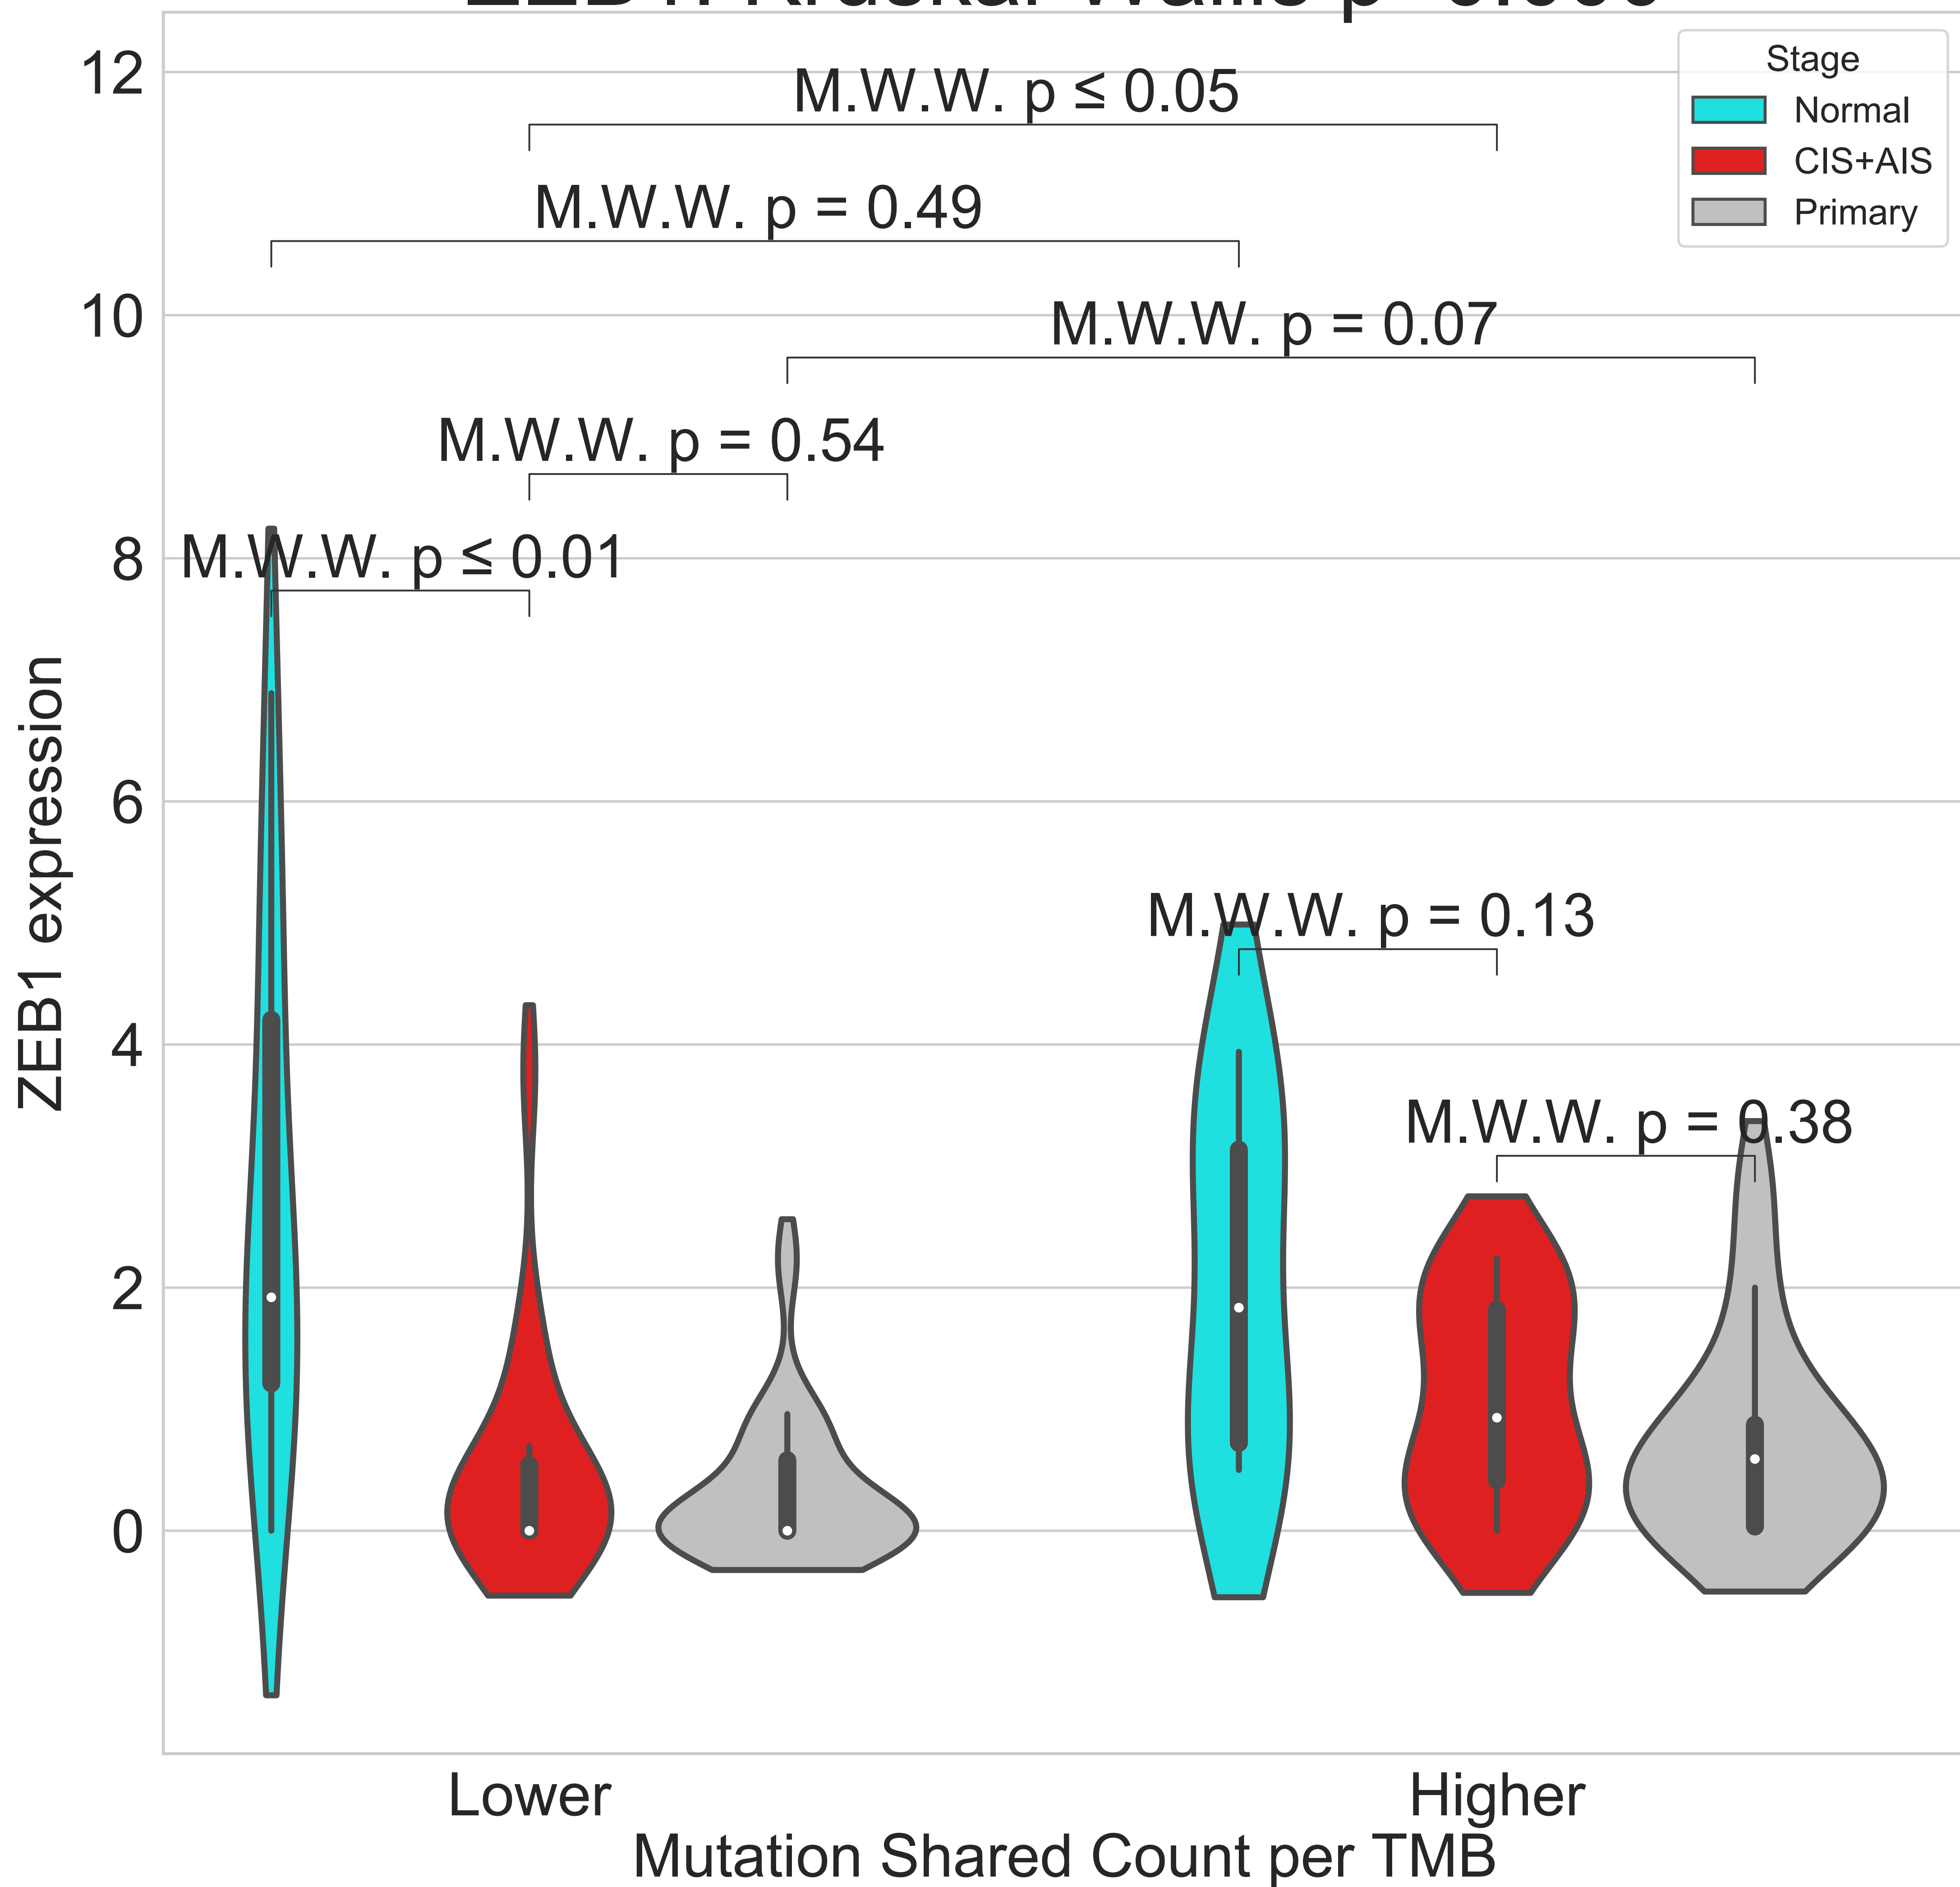 12
10
8
6
4
2
0
ZEB1 expression
M.W.W. p ≤ 0.05
M.W.W. p = 0.49
M.W.W. p = 0.07
M.W.W. p = 0.54
M.W.W. p ≤ 0.01
M.W.W. p = 0.13
M.W.W. p = 0.38
Stage
Normal
CIS+AIS
Primary
Lower
Higher
Mutation Shared Count per TMB